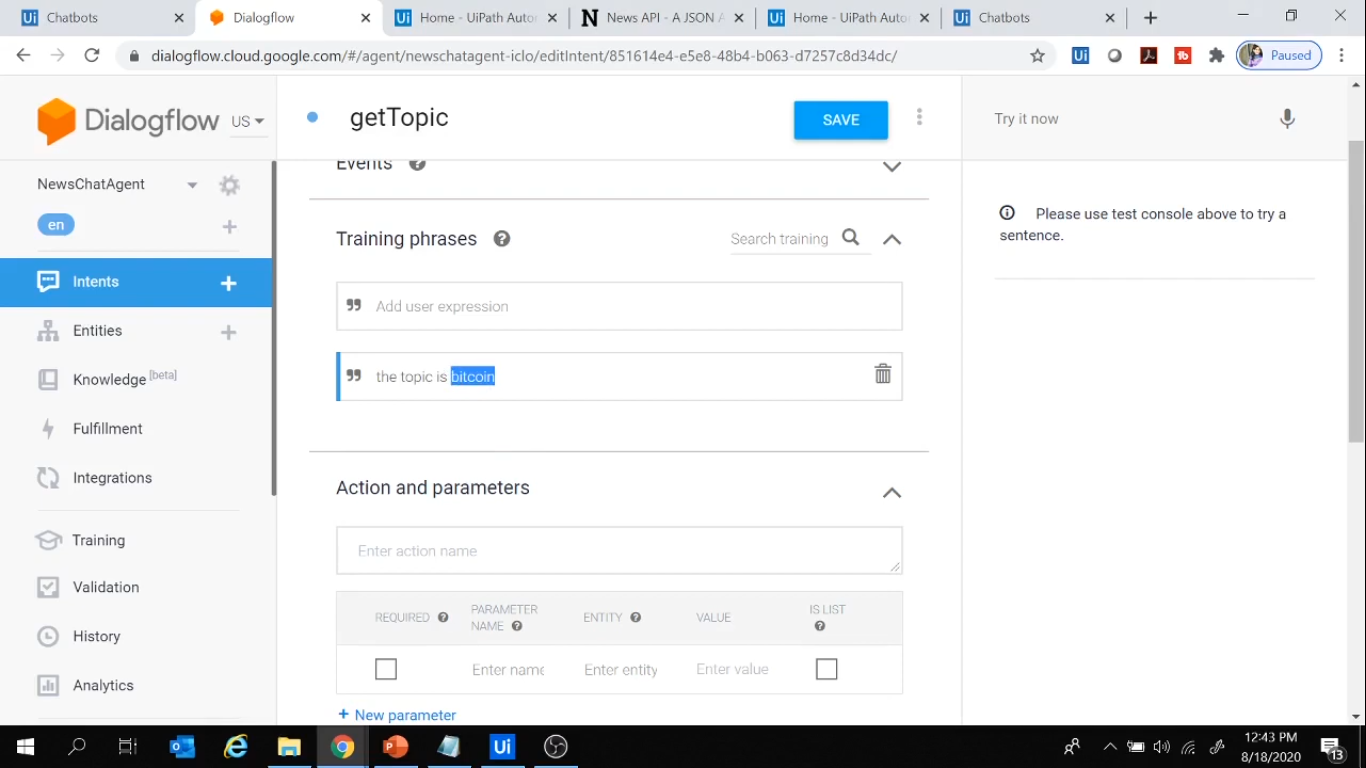 Chatbots
Dialogflow
Home - UiPath Auto
News API - A JSON A
Home - UiPath Auto
Chatbots
dialogflow.cloud.google.com/#/agent/newschatagent-iclo/editIntent/851614e4-e5e8-48b4-b063-d7257c8d34dc/
Paused
Dialogflow
US
getTopic
SAVE
Try it now
NewsChatAgent
en
Intents
Entities
Knowledge [beta]
Fulfillment
Integrations
Training
Validation
History
Analytics
Events
Training phrases
Search training
Add user expression
the topic is bitcoin
Action and parameters
Enter action name
REQUIRED
PARAMETER
NAME
ENTITY
VALUE
IS LIST
Enter name
Enter entity
Enter value
+ New parameter
Please use test console above to try a
sentence.
12:43 PM
8/18/2020
13